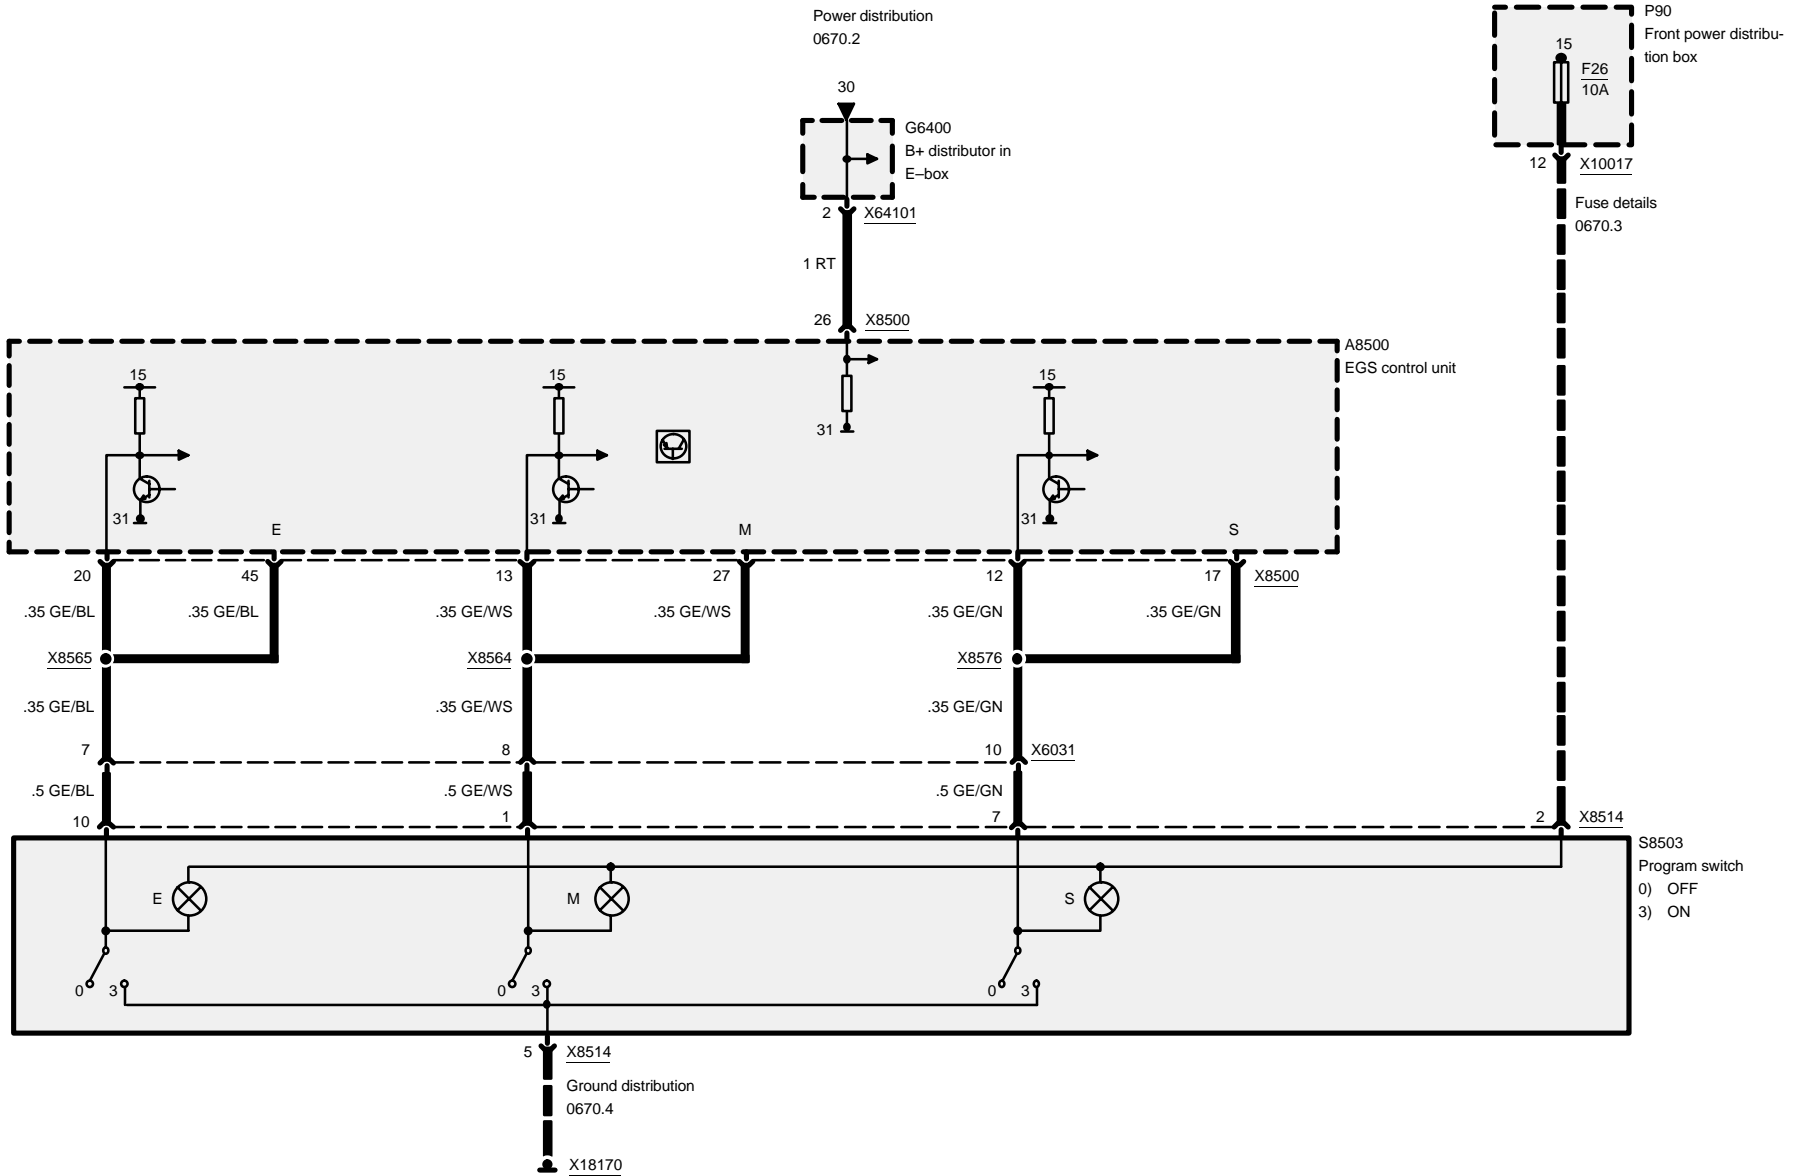 Power distribution
0670.2
30
G6400
B+ distributor in
E–box
2 X64101
1 RT
26 X8500
P90
Front power distribu-
tion box
15
F26
10A
12 X10017
Fuse details
0670.3
A8500
EGS control unit
15 15 15
31
31 31 31
E M S
20 45 13 27 12 17 X8500
.35 GE/BL .35 GE/BL .35 GE/WS .35 GE/WS .35 GE/GN .35 GE/GN
X8565 X8564 X8576
.35 GE/BL .35 GE/WS .35 GE/GN
7 8 10 X6031
.5 GE/BL .5 GE/WS .5 GE/GN
10 1 7 2 X8514
S8503
Program switch
0) OFF
3) ON
E M S
0 3 0 3 0 3
5 X8514
Ground distribution
0670.4
X18170